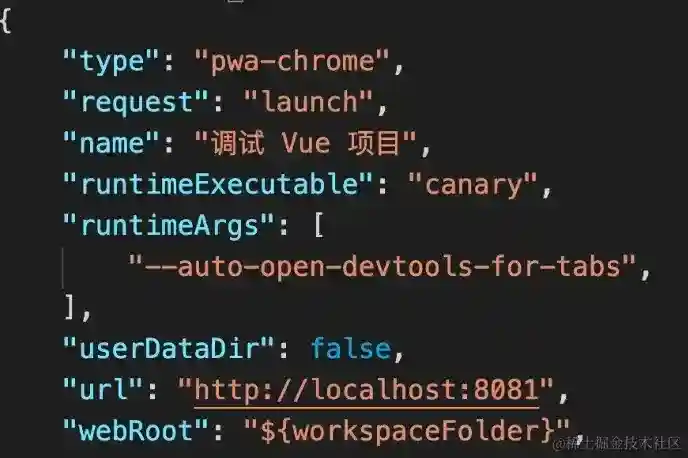 {
    "type": "pwa-chrome",
    "request": "launch",
    "name": "调试 Vue 项目",
    "runtimeExecutable": "canary",
    "runtimeArgs": [
        "--auto-open-devtools-for-tabs",
    ],
    "userDataDir": false,
    "url": "http://localhost:8081",
    "webRoot": "${workspaceFolder}",
@稀土掘金技术社区